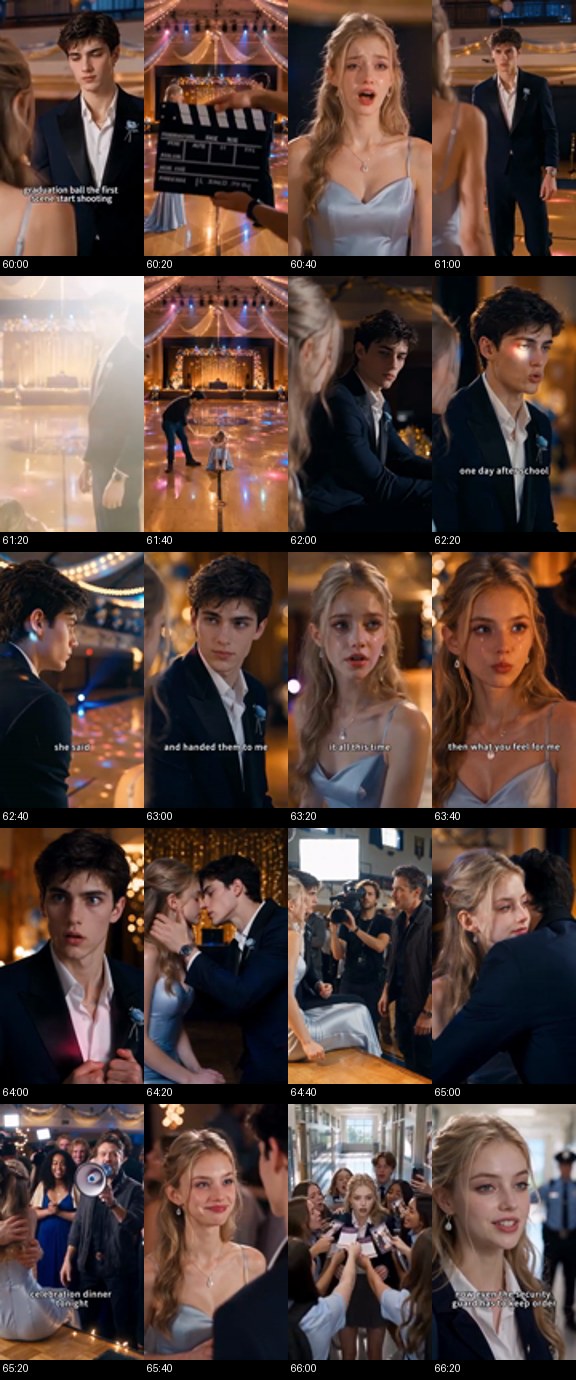 graduation ball the first
scene start shooting
60:00
60:20
60:40
61:00
61:20
61:40
62:00
one day after school
62:20
she said
62:40
and handed them to me
63:00
it all this time
63:20
then what you feel for me
63:40
64:00
64:20
64:40
65:00
celebration dinner
tonight
65:20
65:40
66:00
now even the security
guard has to keep order
66:20